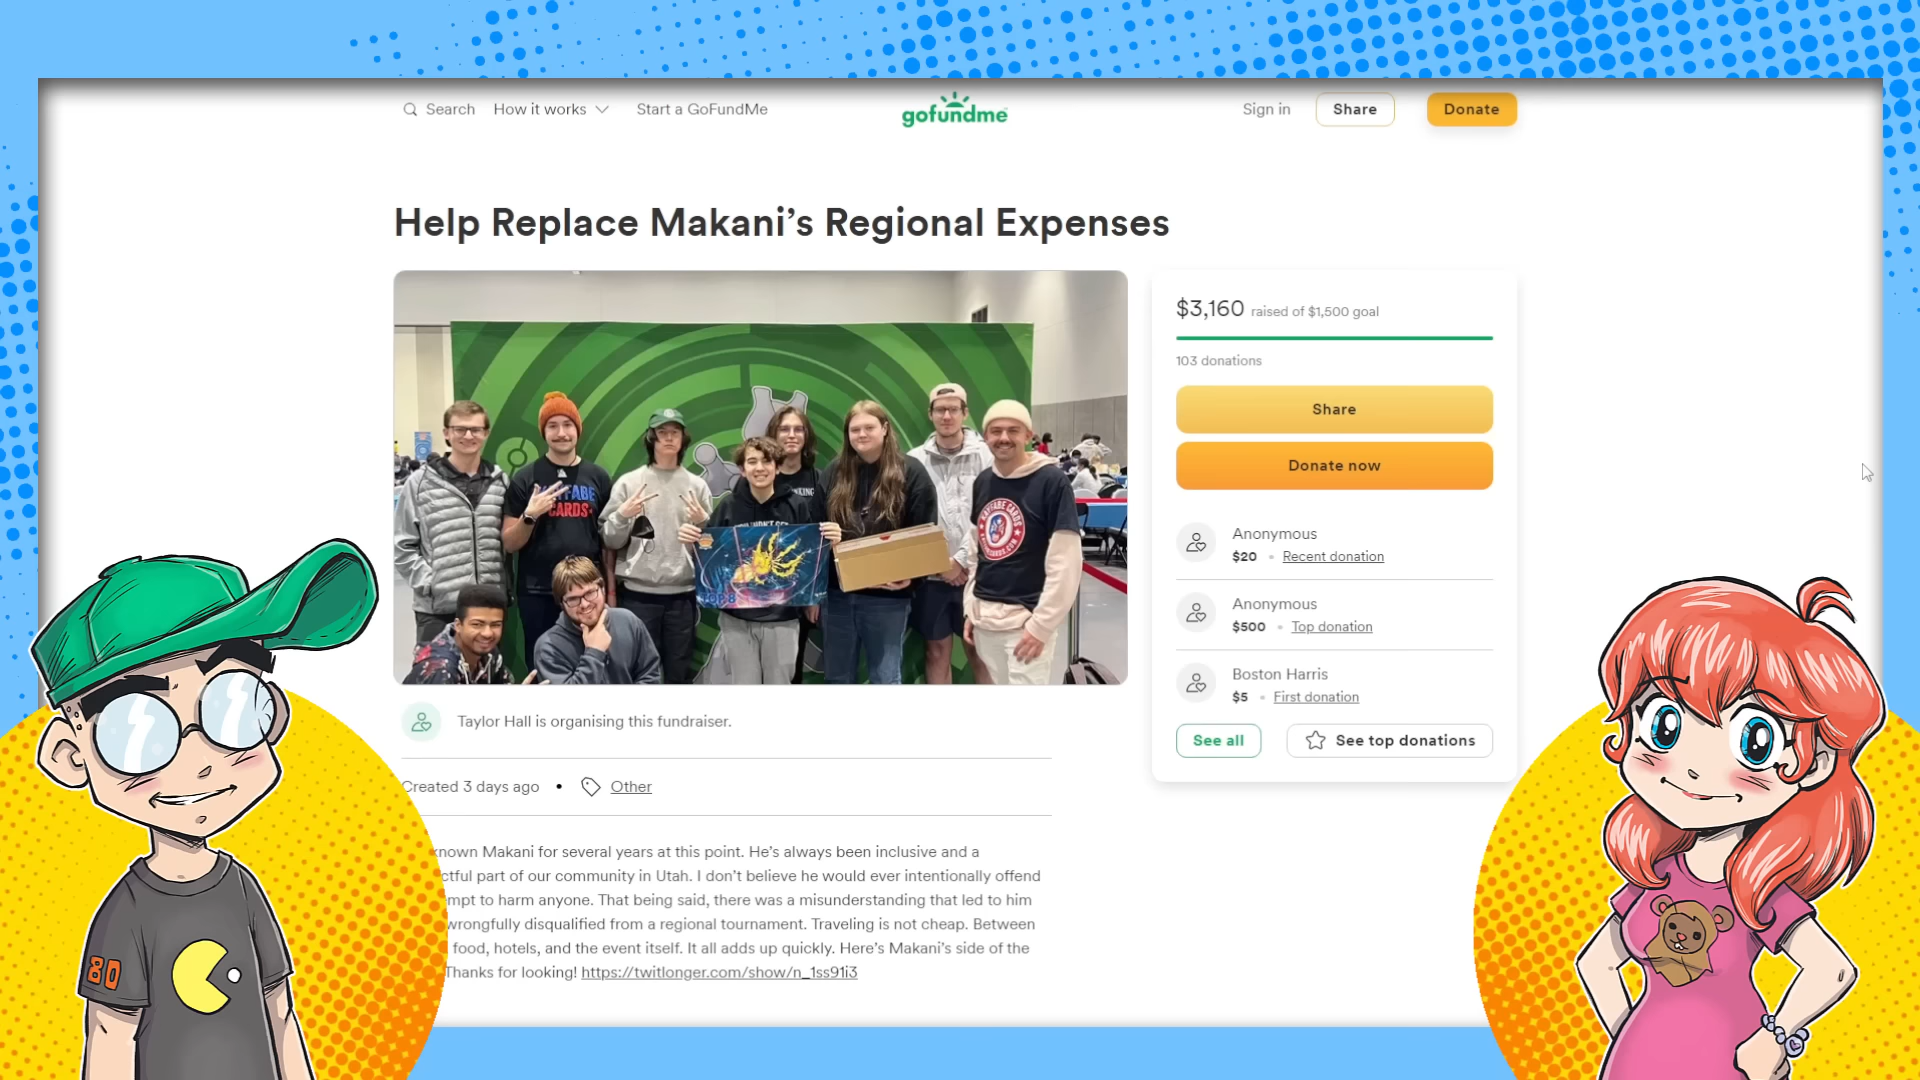 Search How it works Start a GoFundMe gofundme Sign in Share Donate
Help Replace Makani’s Regional Expenses
$3,160 raised of $1,500 goal
103 donations
Share
Donate now
Anonymous
$20 • Recent donation
Anonymous
$500 • Top donation
Boston Harris
$5 • First donation
See all See top donations
CARDS
TOP 8
Taylor Hall is organising this fundraiser.
Created 3 days ago • Other
known Makani for several years at this point. He’s always been inclusive and a
ctful part of our community in Utah. I don’t believe he would ever intentionally offend
mpt to harm anyone. That being said, there was a misunderstanding that led to him
wrongfully disqualified from a regional tournament. Traveling is not cheap. Between
food, hotels, and the event itself. It all adds up quickly. Here’s Makani’s side of the
Thanks for looking! https://twitlonger.com/show/n_1ss91i3
80